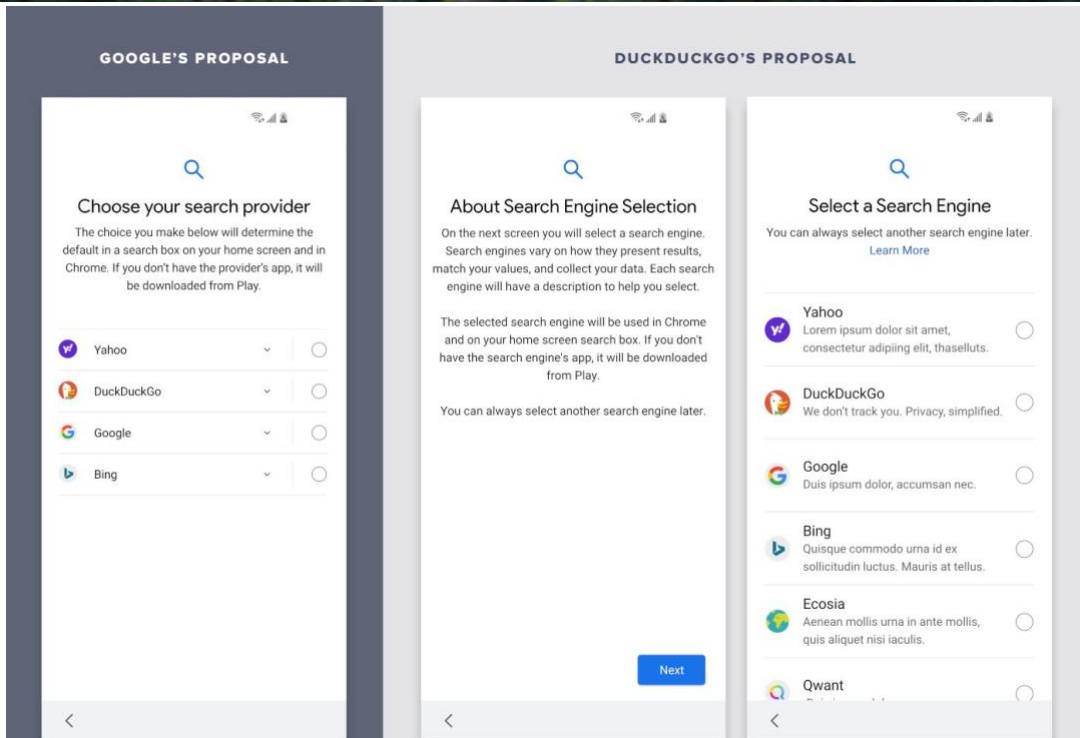 GOOGLE'S PROPOSAL
Choose your search provider
The choice you make below will determine the
default in a search box on your home screen and in
Chrome. If you don't have the provider's app, it will
be downloaded from Play.
Yahoo
DuckDuckGo
Google
Bing
DUCKDUCKGO'S PROPOSAL
About Search Engine Selection
On the next screen you will select a search engine.
Search engines vary on how they present results,
match your values, and collect your data. Each search
engine will have a description to help you select.
The selected search engine will be used in Chrome
and on your home screen search box. If you don't
have the search engine's app, it will be downloaded
from Play.
You can always select another search engine later.
Next
Select a Search Engine
You can always select another search engine later.
Learn More
Yahoo
Lorem ipsum dolor sit amet,
consectetur adipiing elit, thaselluts.
DuckDuckGo
We don't track you. Privacy, simplified.
Google
Duis ipsum dolor, accumsan nec.
Bing
Quisque commodo urna id ex
sollicitudin luctus. Mauris at tellus.
Ecosia
Aenean mollis urna in ante mollis,
quis aliquet nisi iaculis.
Qwant